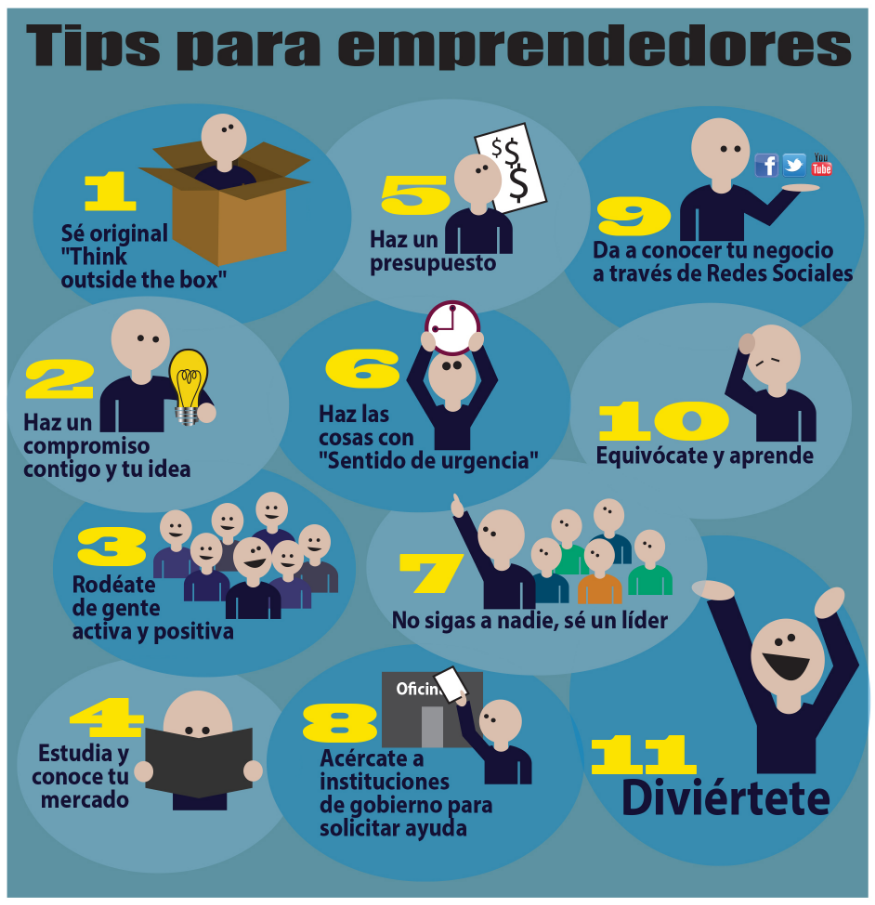 Tips para emprendedores
1
Sé original
"Think
outside the box"
2
Haz un
compromiso
contigo y tu idea
3
Rodéate
de gente
activa y positiva
4
Estudia y
conoce tu
mercado
5
$$
$
Haz un
presupuesto
6
Haz las
cosas con
"Sentido de urgencia"
7
No sigas a nadie, sé un líder
8
Oficin
Acércate a
instituciones
de gobierno para
solicitar ayuda
9
f
You
Tube
Da a conocer tu negocio
a través de Redes Sociales
10
Equivócate y aprende
11
Diviértete